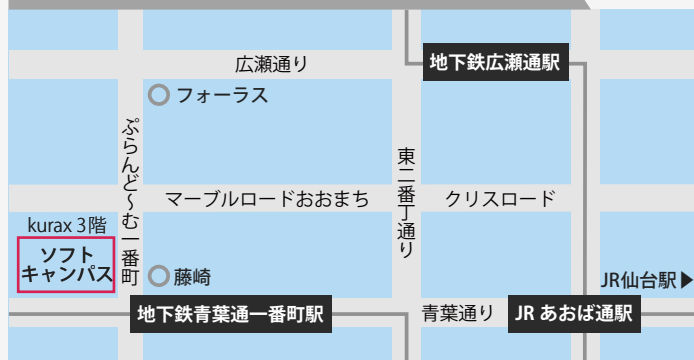 広瀬通り
地下鉄広瀬通駅
フォーラス
ぶらんど～む一番町
東二番丁通り
マーブルロードおおまち
クリスロード
kurax 3階
ソフト
キャンパス
藤崎
JR仙台駅▶
地下鉄青葉通一番町駅
青葉通り
JR あおば通駅